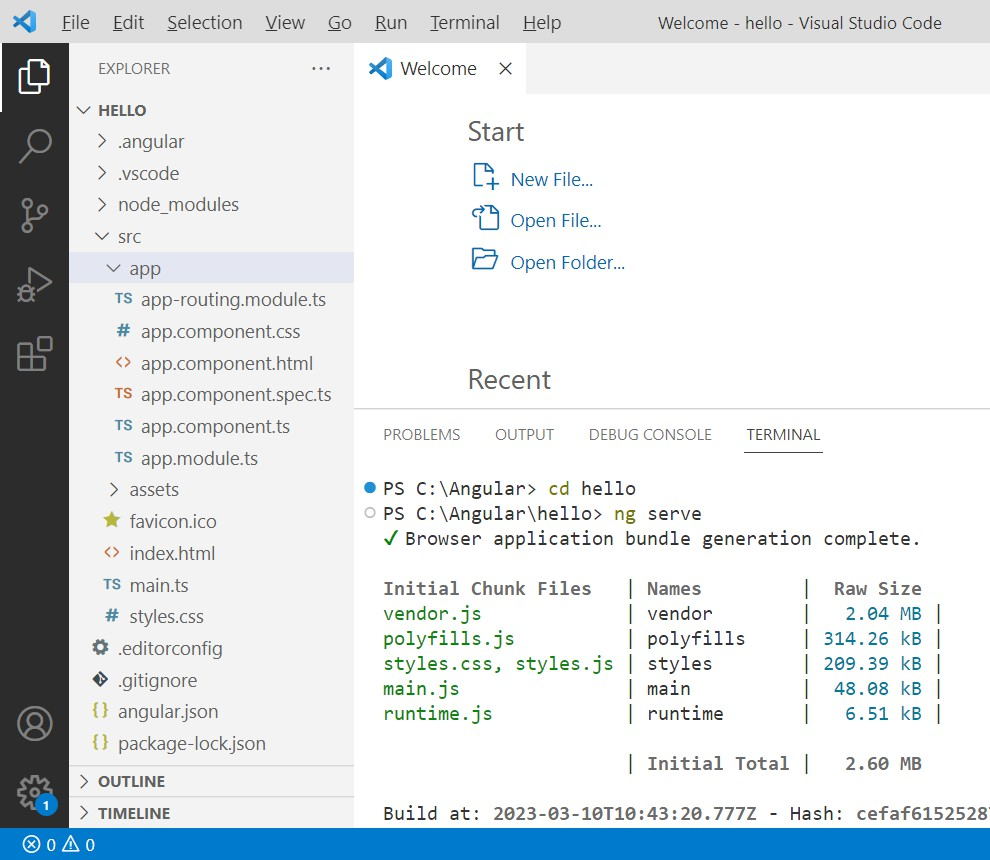 File Edit Selection View Go Run Terminal Help Welcome - hello - Visual Studio Code
EXPLORER ···
Welcome ×
HELLO
.angular
.vscode
node_modules
src
app
TS app-routing.module.ts
# app.component.css
<> app.component.html
TS app.component.spec.ts
TS app.component.ts
TS app.module.ts
assets
favicon.ico
<> index.html
TS main.ts
# styles.css
.editorconfig
.gitignore
{} angular.json
{} package-lock.json
OUTLINE
TIMELINE
1
Start
New File...
Open File...
Open Folder...
Recent
PROBLEMS OUTPUT DEBUG CONSOLE TERMINAL
PS C:\Angular> cd hello
PS C:\Angular\hello> ng serve
✓ Browser application bundle generation complete.
Initial Chunk Files | Names | Raw Size
vendor.js | vendor | 2.04 MB |
polyfills.js | polyfills | 314.26 kB |
styles.css, styles.js | styles | 209.39 kB |
main.js | main | 48.08 kB |
runtime.js | runtime | 6.51 kB |
| Initial Total | 2.60 MB
Build at: 2023-03-10T10:43:20.777Z - Hash: cefaf6152528
0 0